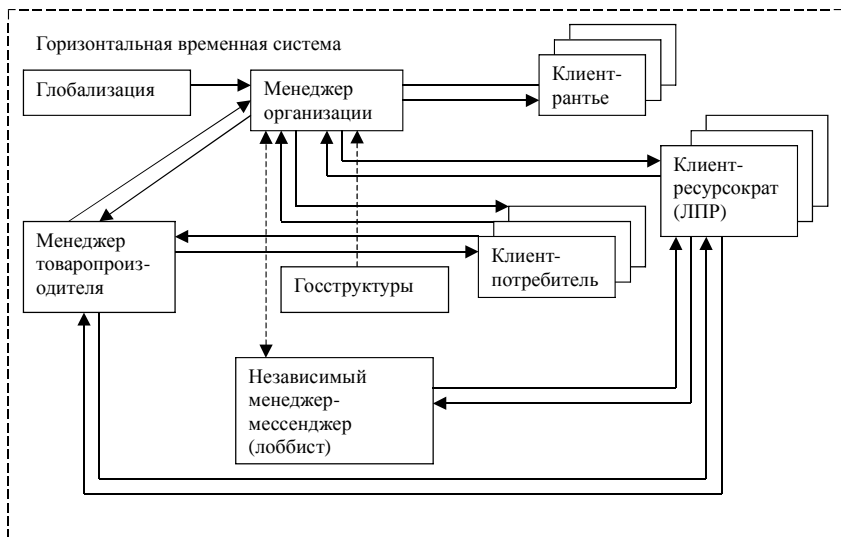 Горизонтальная временная система
Глобализация
Менеджер
организации
Клиент-
рантье
Клиент-
ресурсократ
(ЛПР)
Менеджер
товаропроиз-
водителя
Клиент-
потребитель
Госструктуры
Независимый
менеджер-
мессенджер
(лоббист)